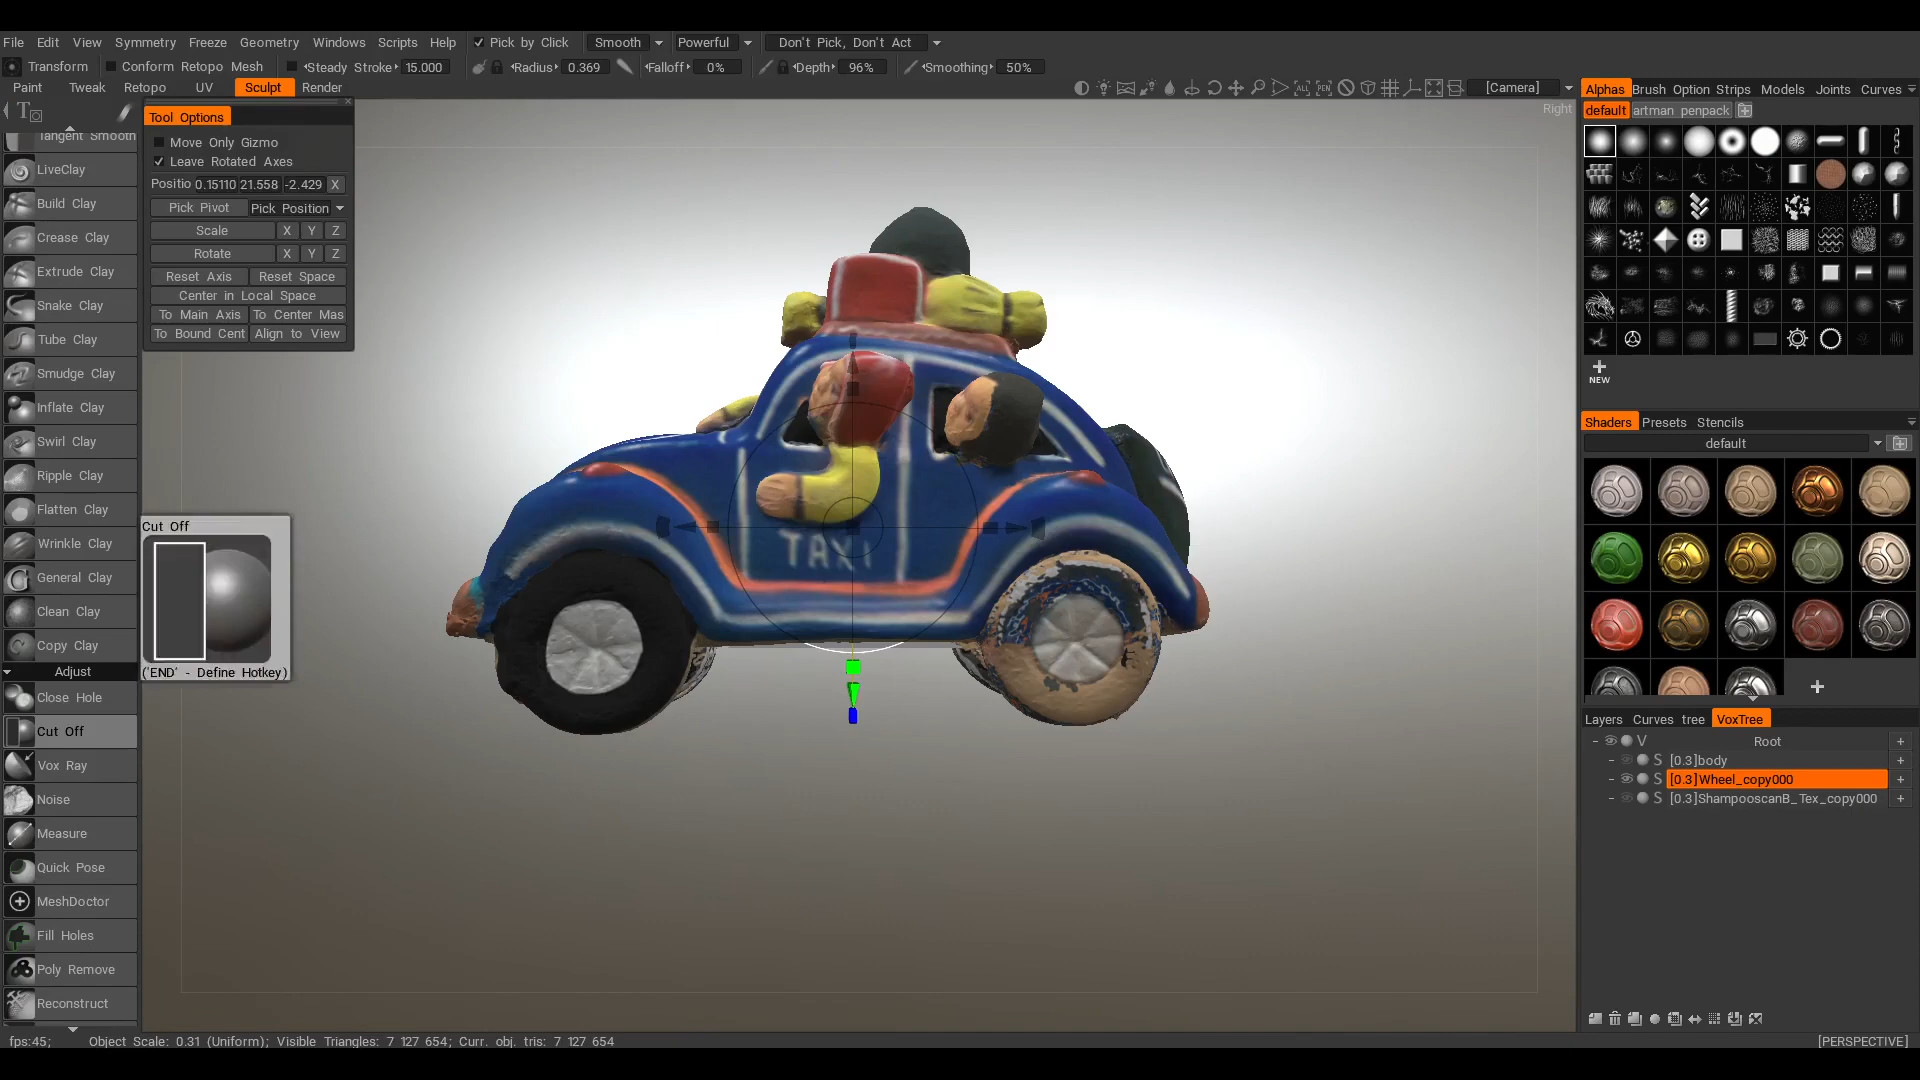 File Edit View Symmetry Freeze Geometry Windows Scripts Help Pick by Click Smooth Powerful Don't Pick, Don't Act
Transform Conform Retopo Mesh Steady Stroke 15.000 Radius 0.369 Falloff 0% Depth 96% Smoothing 50%
Paint Tweak Retopo UV Sculpt Render [Camera]
Alphas Brush Option Strips Models Joints Curves
default artman penpack
Right
Tool Options
Move Only Gizmo
Leave Rotated Axes
Positio 0.15110 21.558 -2.429 X
Pick Pivot Pick Position
Scale X Y Z
Rotate X Y Z
Reset Axis Reset Space
Center in Local Space
To Main Axis To Center Mas
To Bound Cent Align to View
Tangent Smooth
LiveClay
Build Clay
Crease Clay
Extrude Clay
Snake Clay
Tube Clay
Smudge Clay
Inflate Clay
Swirl Clay
Ripple Clay
Flatten Clay
Wrinkle Clay
General Clay
Clean Clay
Copy Clay
Adjust
Close Hole
Cut Off
Vox Ray
Noise
Measure
Quick Pose
MeshDoctor
Fill Holes
Poly Remove
Reconstruct
Cut Off
('END' - Define Hotkey)
TAXI
NEW
Shaders Presets Stencils
default
Layers Curves tree VoxTree
V Root +
S [0.3]body +
S [0.3]Wheel_copy000 +
S [0.3]ShampooscanB_Tex_copy000 +
fps:45; Object Scale: 0.31 (Uniform); Visible Triangles: 7 127 654; Curr. obj. tris: 7 127 654
[PERSPECTIVE]